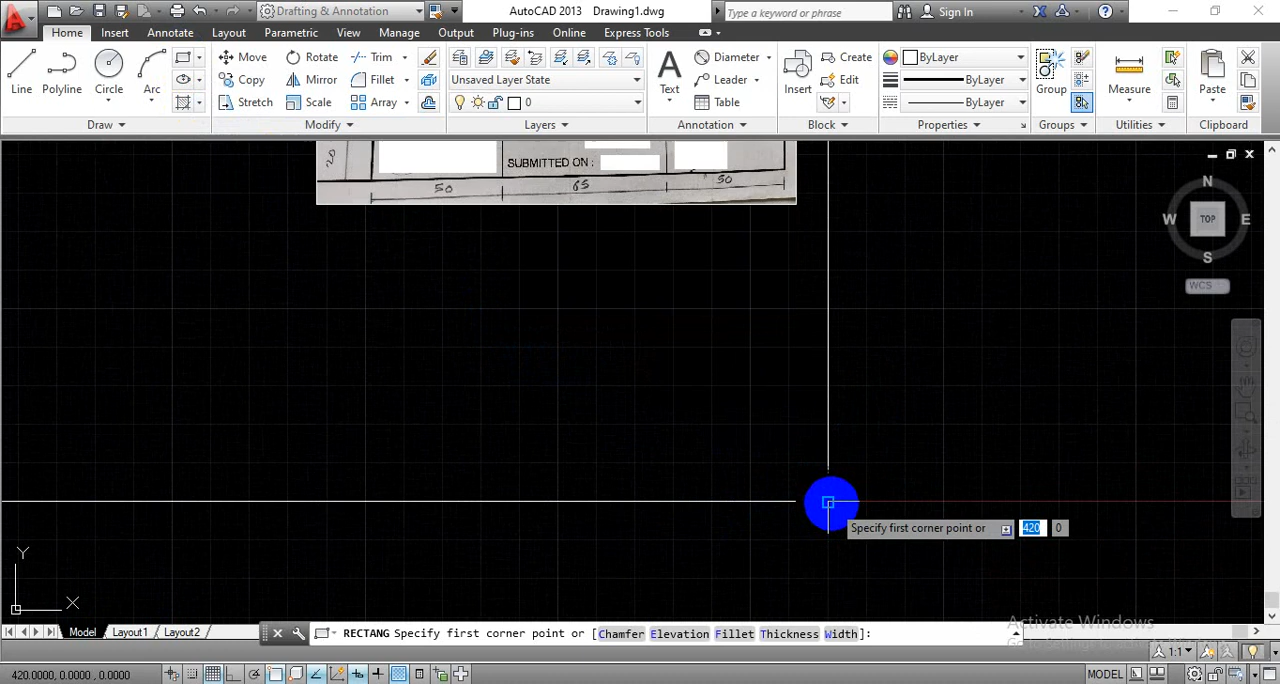 Drafting & Annotation
AutoCAD 2013 Drawing1.dwg
Type a keyword or phrase
Sign In
Home Insert Annotate Layout Parametric View Manage Output Plug-ins Online Express Tools
Line Polyline Circle Arc
Move Rotate Trim
Copy Mirror Fillet
Stretch Scale Array
Unsaved Layer State
0
Text
Diameter
Leader
Table
Insert
Create
Edit
ByLayer
ByLayer
ByLayer
Group
Measure
Paste
Draw Modify Layers Annotation Block Properties Groups Utilities Clipboard
20
SUBMITTED ON :
50 65 50
N
W TOP E
S
WCS
Specify first corner point or 420 0
Y
X
Model Layout1 Layout2
RECTANG Specify first corner point or [Chamfer Elevation Fillet Thickness Width]:
Activate Windows
1:1
420.0000, 0.0000 , 0.0000
MODEL